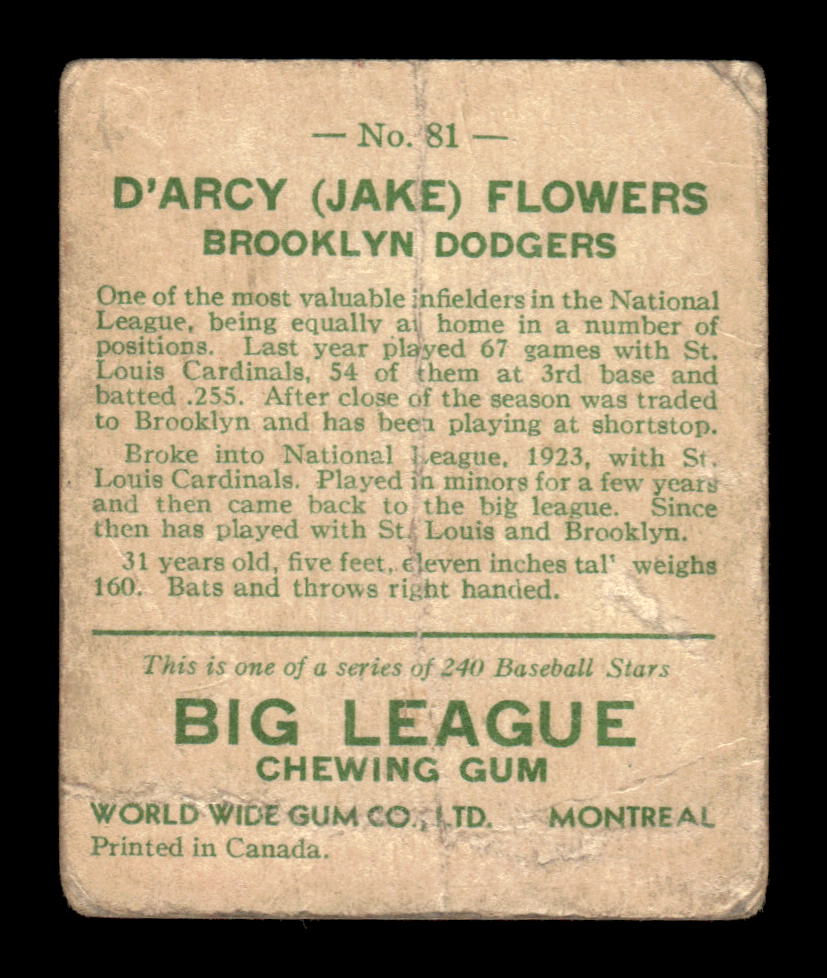 — No. 81 —
D'ARCY (JAKE) FLOWERS
BROOKLYN DODGERS
One of the most valuable infielders in the National
League, being equally at home in a number of
positions. Last year played 67 games with St.
Louis Cardinals, 54 of them at 3rd base and
batted .255. After close of the season was traded
to Brooklyn and has been playing at shortstop.
Broke into National League, 1923, with St.
Louis Cardinals. Played in minors for a few years
and then came back to the big league. Since
then has played with St. Louis and Brooklyn.
31 years old, five feet, eleven inches tall weighs
160. Bats and throws right handed.
This is one of a series of 240 Baseball Stars
BIG LEAGUE
CHEWING GUM
WORLD WIDE GUM CO., LTD. MONTREAL
Printed in Canada.